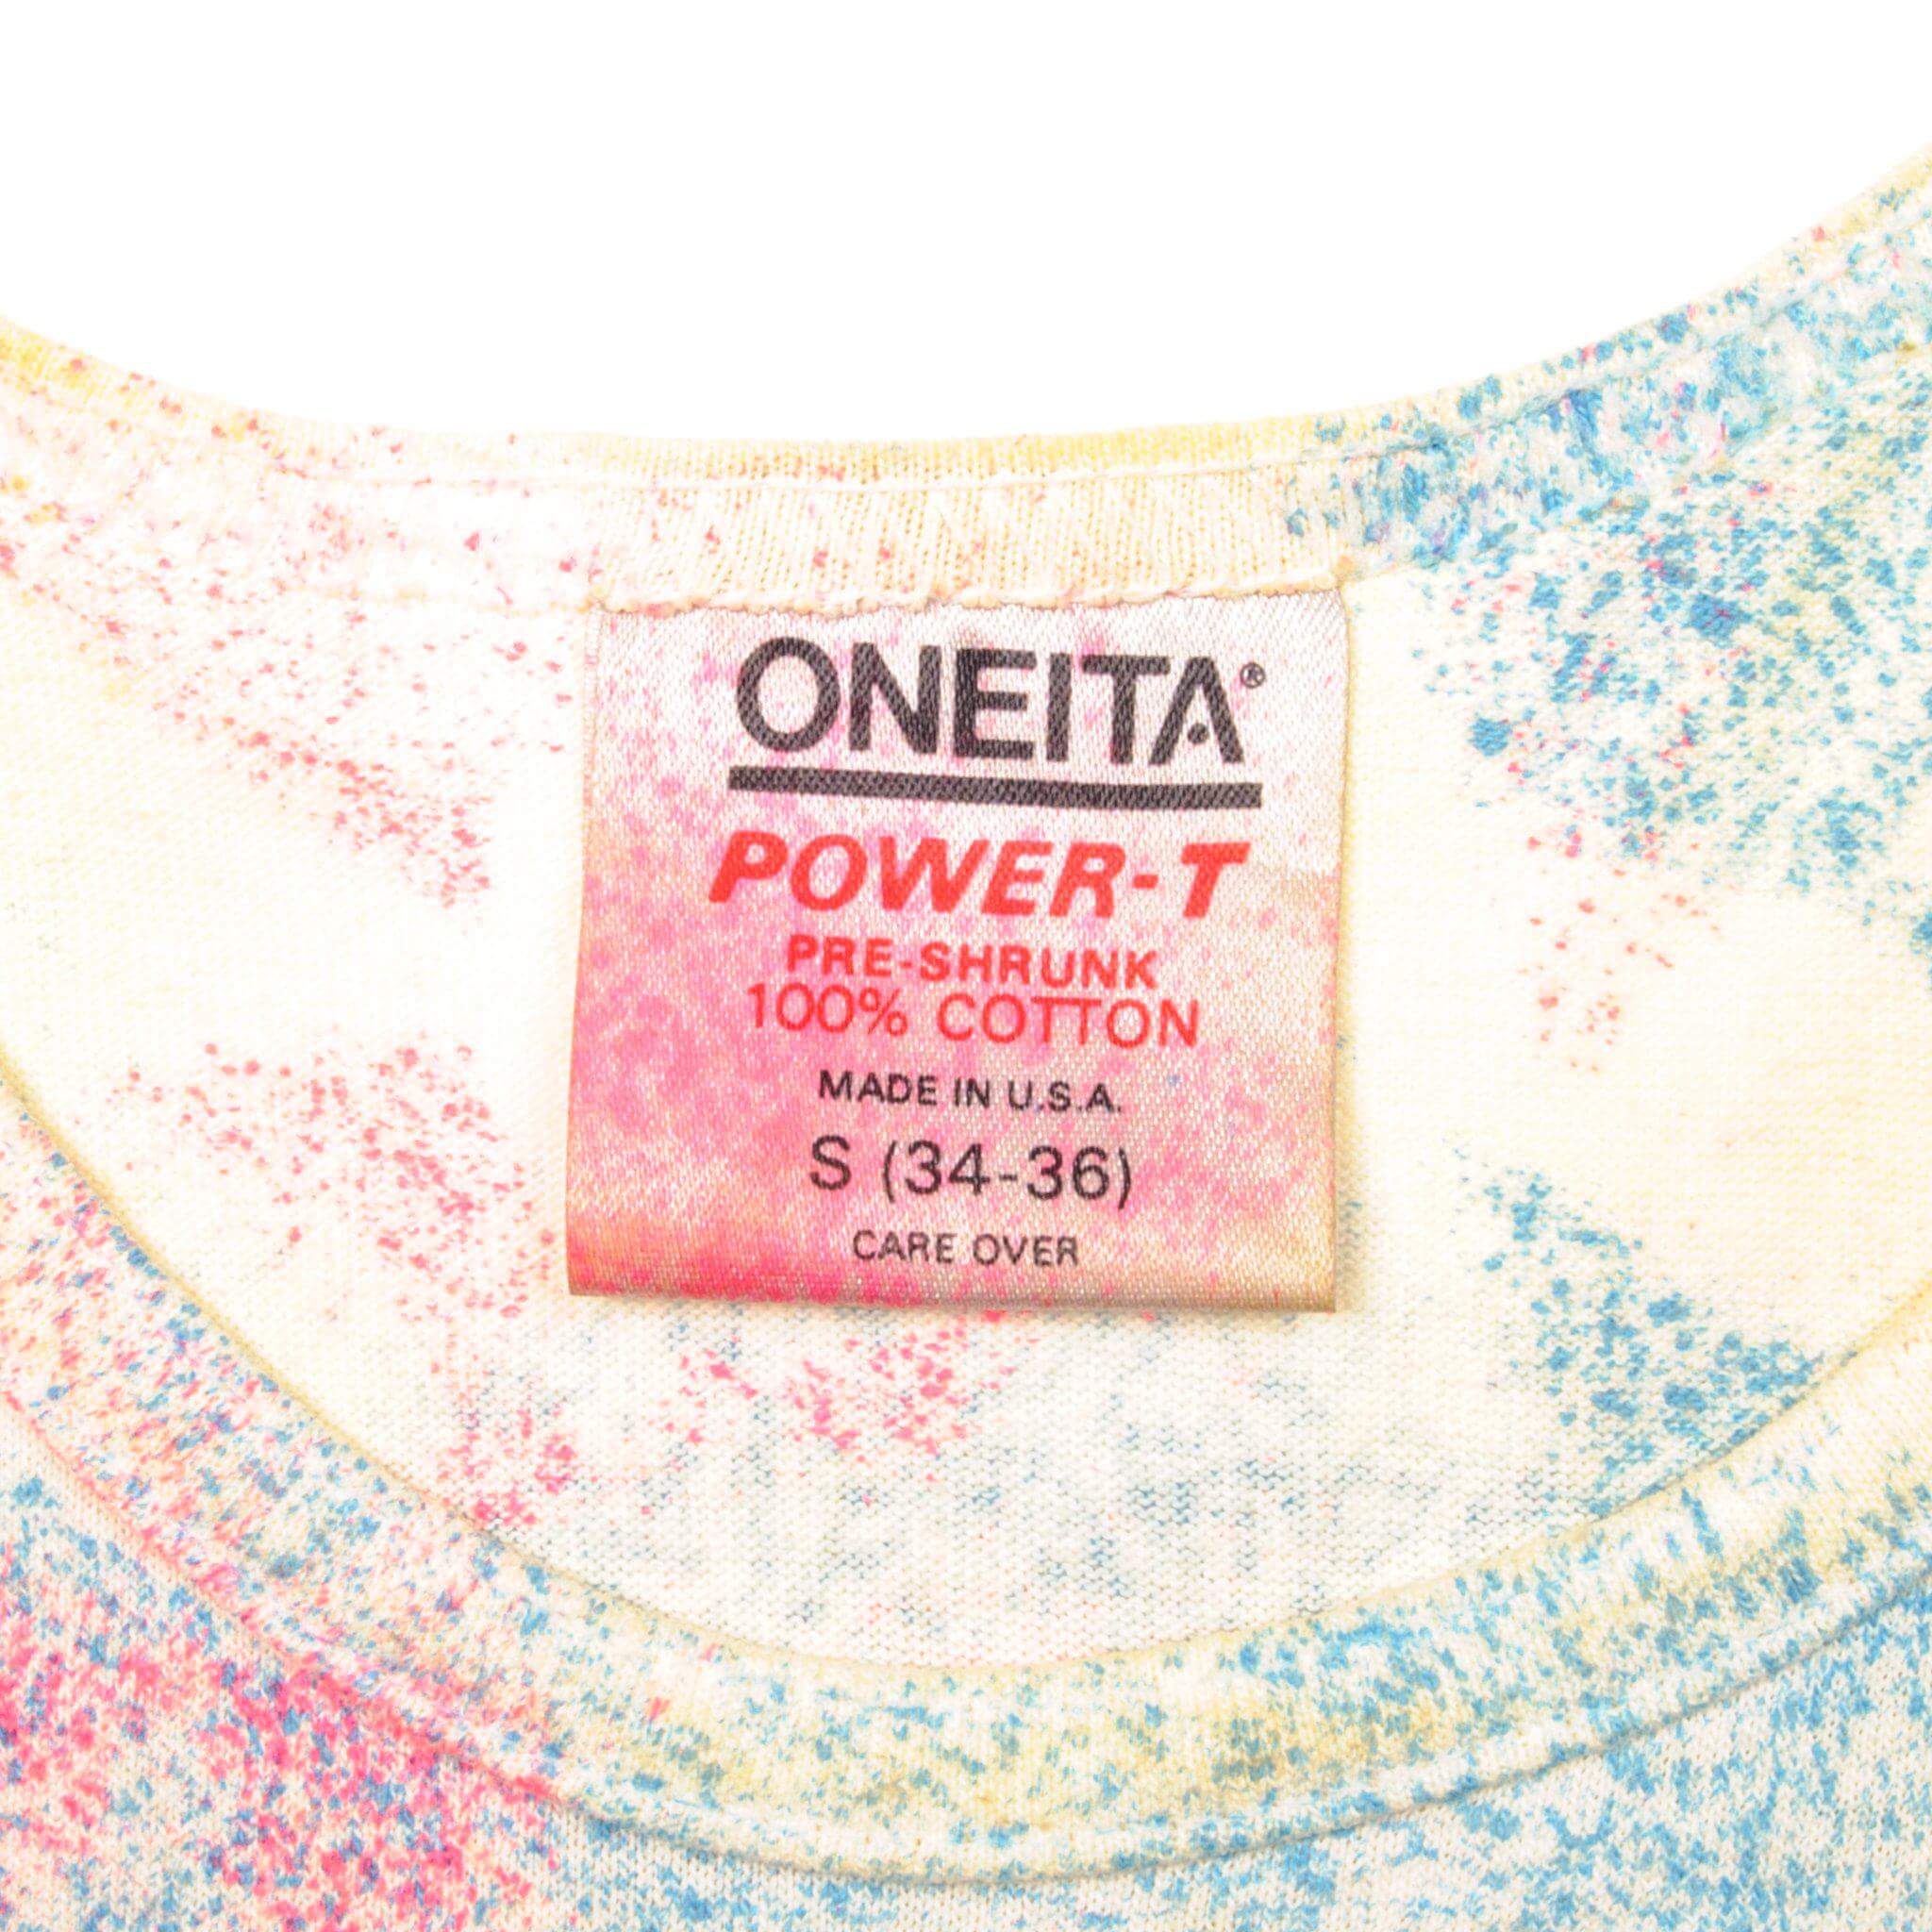 ONEITA®
POWER-T
PRE-SHRUNK
100% COTTON
MADE IN U.S.A.
S (34-36)
CARE OVER